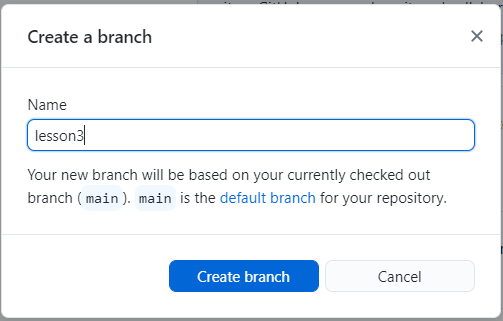 Create a branch
Name
lesson3
Your new branch will be based on your currently checked out
branch ( main ). main is the default branch for your repository.
Create branch
Cancel